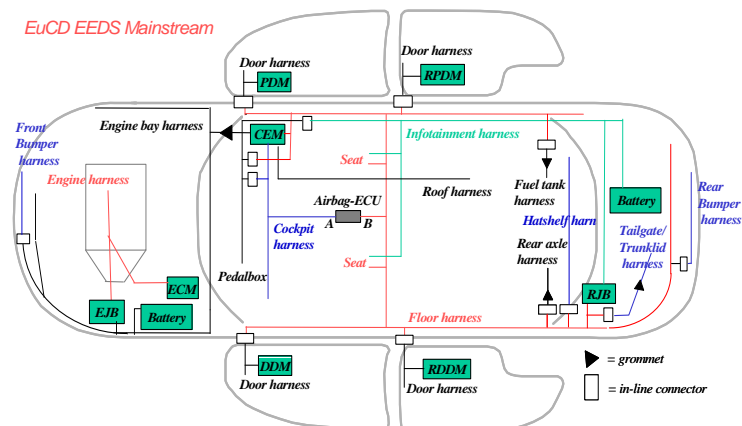 EuCD EEDS Mainstream
Door harness
PDM
Door harness
RPDM
Engine bay harness
CEM
Infotainment harness
Front
Bumper
harness
Engine harness
Seat
Roof harness
Fuel tank
harness
Battery
Rear
Bumper
harness
Airbag-ECU
A
B
Cockpit
harness
Hatshelf harn
Tailgate/
Trunklid
harness
Rear axle
harness
Pedalbox
Seat
ECM
EJB
Battery
RJB
Floor harness
DDM
Door harness
RDDM
Door harness
= grommet
= in-line connector